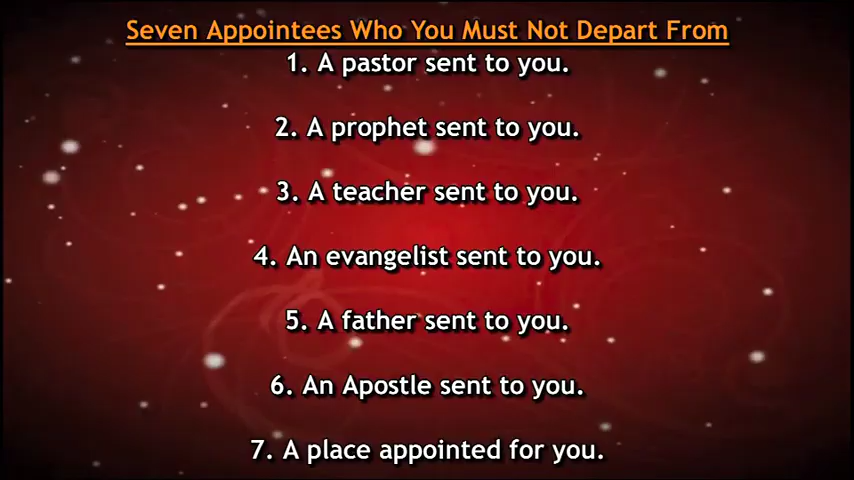 Seven Appointees Who You Must Not Depart From
1. A pastor sent to you.
2. A prophet sent to you.
3. A teacher sent to you.
4. An evangelist sent to you.
5. A father sent to you.
6. An Apostle sent to you.
7. A place appointed for you.